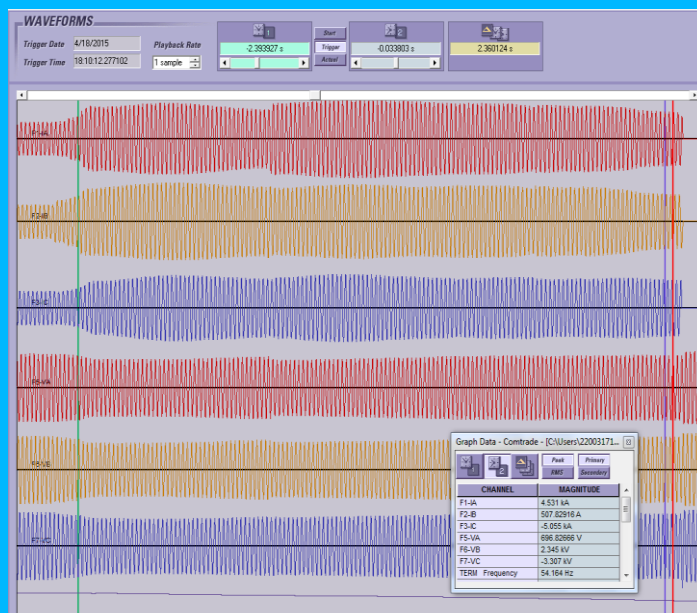 WAVEFORMS
Trigger Date 4/18/2015
Trigger Time 18:10:12.277102
Playback Rate
1 sample
1
-2.393927 s
Start
Trigger
Actual
2
-0.033803 s
2.360124 s
F1-IA
F2-IB
F3-IC
F5-VA
F6-VB
F7-VC
Graph Data - Comtrade - [C:\Users\22003171...
1
2
Peak
Primary
RMS
Secondary
CHANNEL MAGNITUDE
F1-IA 4.531 kA
F2-IB 507.82916 A
F3-IC -5.055 kA
F5-VA 696.82666 V
F6-VB 2.345 kV
F7-VC -3.307 kV
TERM Frequency 54.164 Hz